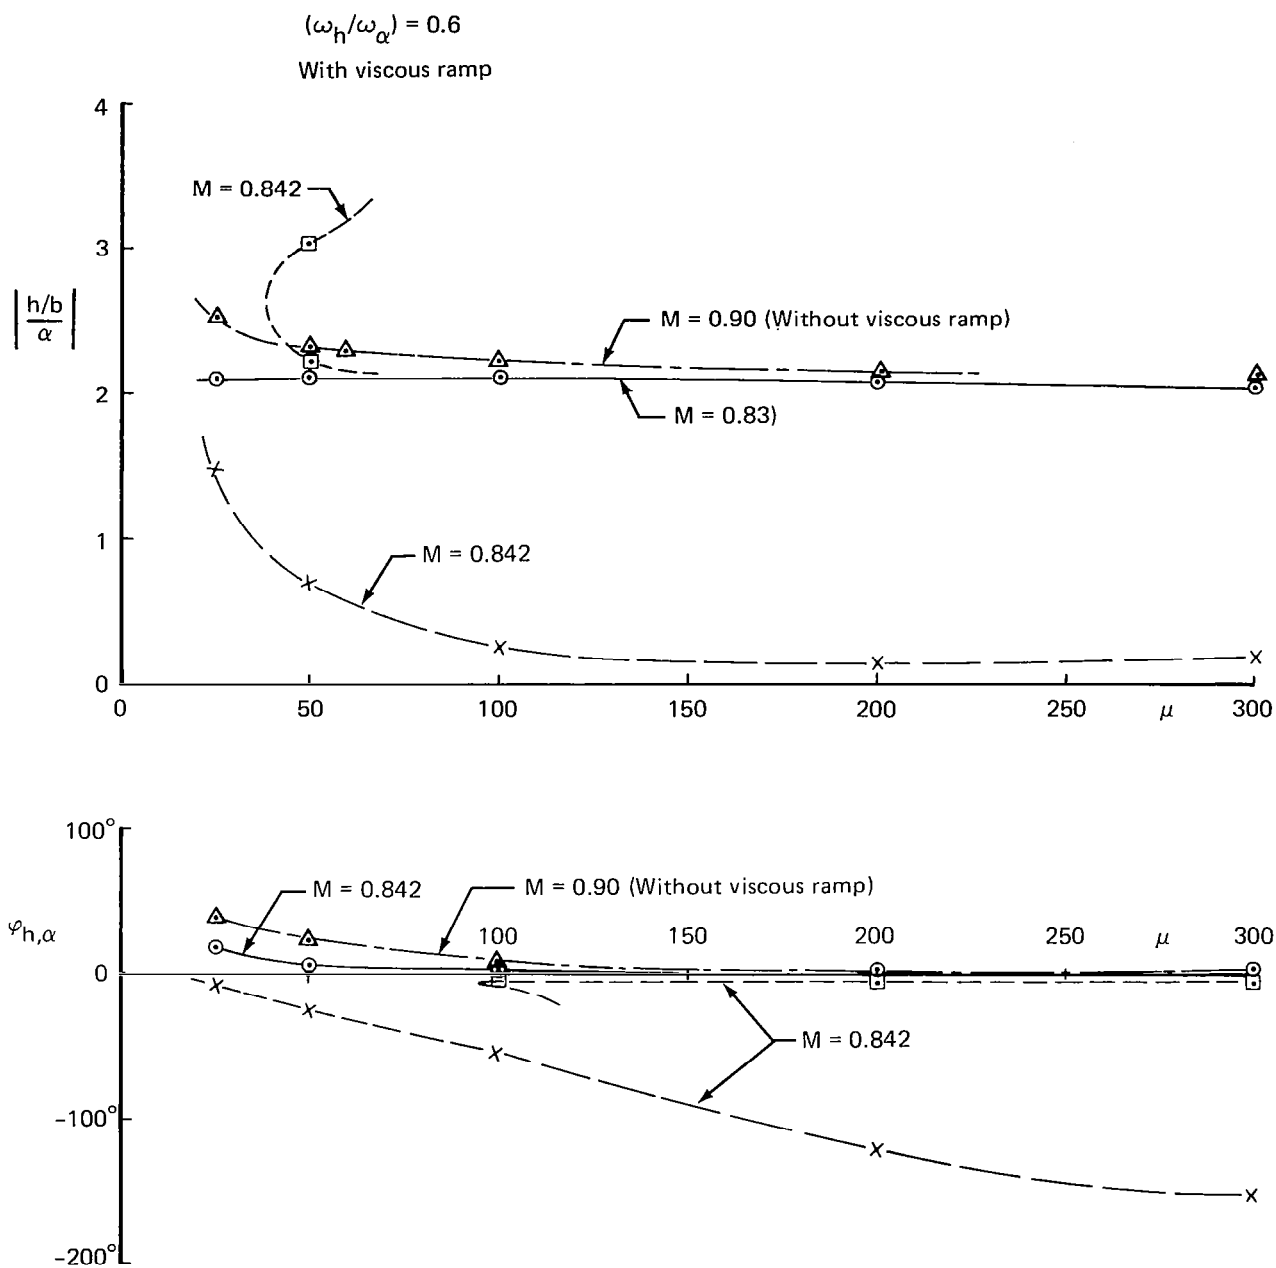 (ω_h/ω_α) = 0.6
With viscous ramp
4
M = 0.842
3
|h/b / α|
M = 0.90 (Without viscous ramp)
2
M = 0.83)
1
M = 0.842
0
0 50 100 150 200 250 μ 300
100°
M = 0.842
M = 0.90 (Without viscous ramp)
φ_h,α
100 150 200 250 μ 300
0
M = 0.842
-100°
-200°